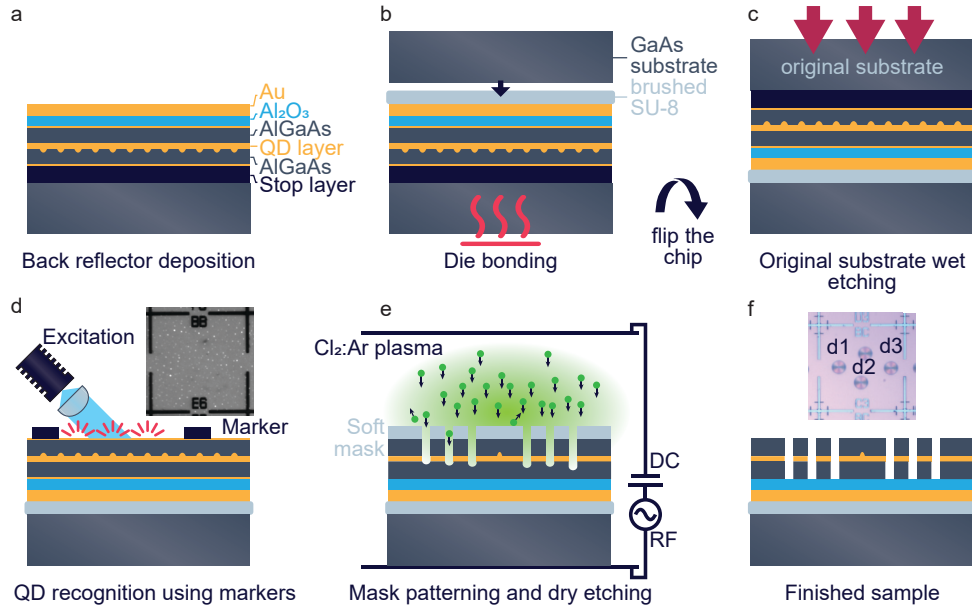 a
Au
Al₂O₃
AlGaAs
QD layer
AlGaAs
Stop layer
Back reflector deposition
b
GaAs
substrate
brushed
SU-8
Die bonding
flip the
chip
c
original substrate
Original substrate wet
etching
d
Excitation
Marker
QD recognition using markers
e
Cl₂:Ar plasma
Soft
mask
DC
RF
Mask patterning and dry etching
f
d1
d3
d2
Finished sample